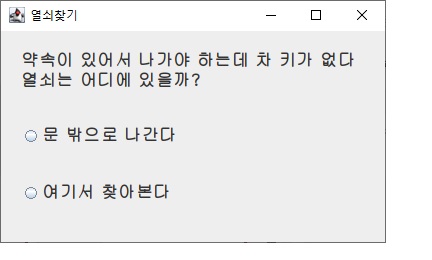 열쇠찾기
약속이 있어서 나가야 하는데 차 키가 없다
열쇠는 어디에 있을까?
문 밖으로 나간다
여기서 찾아본다